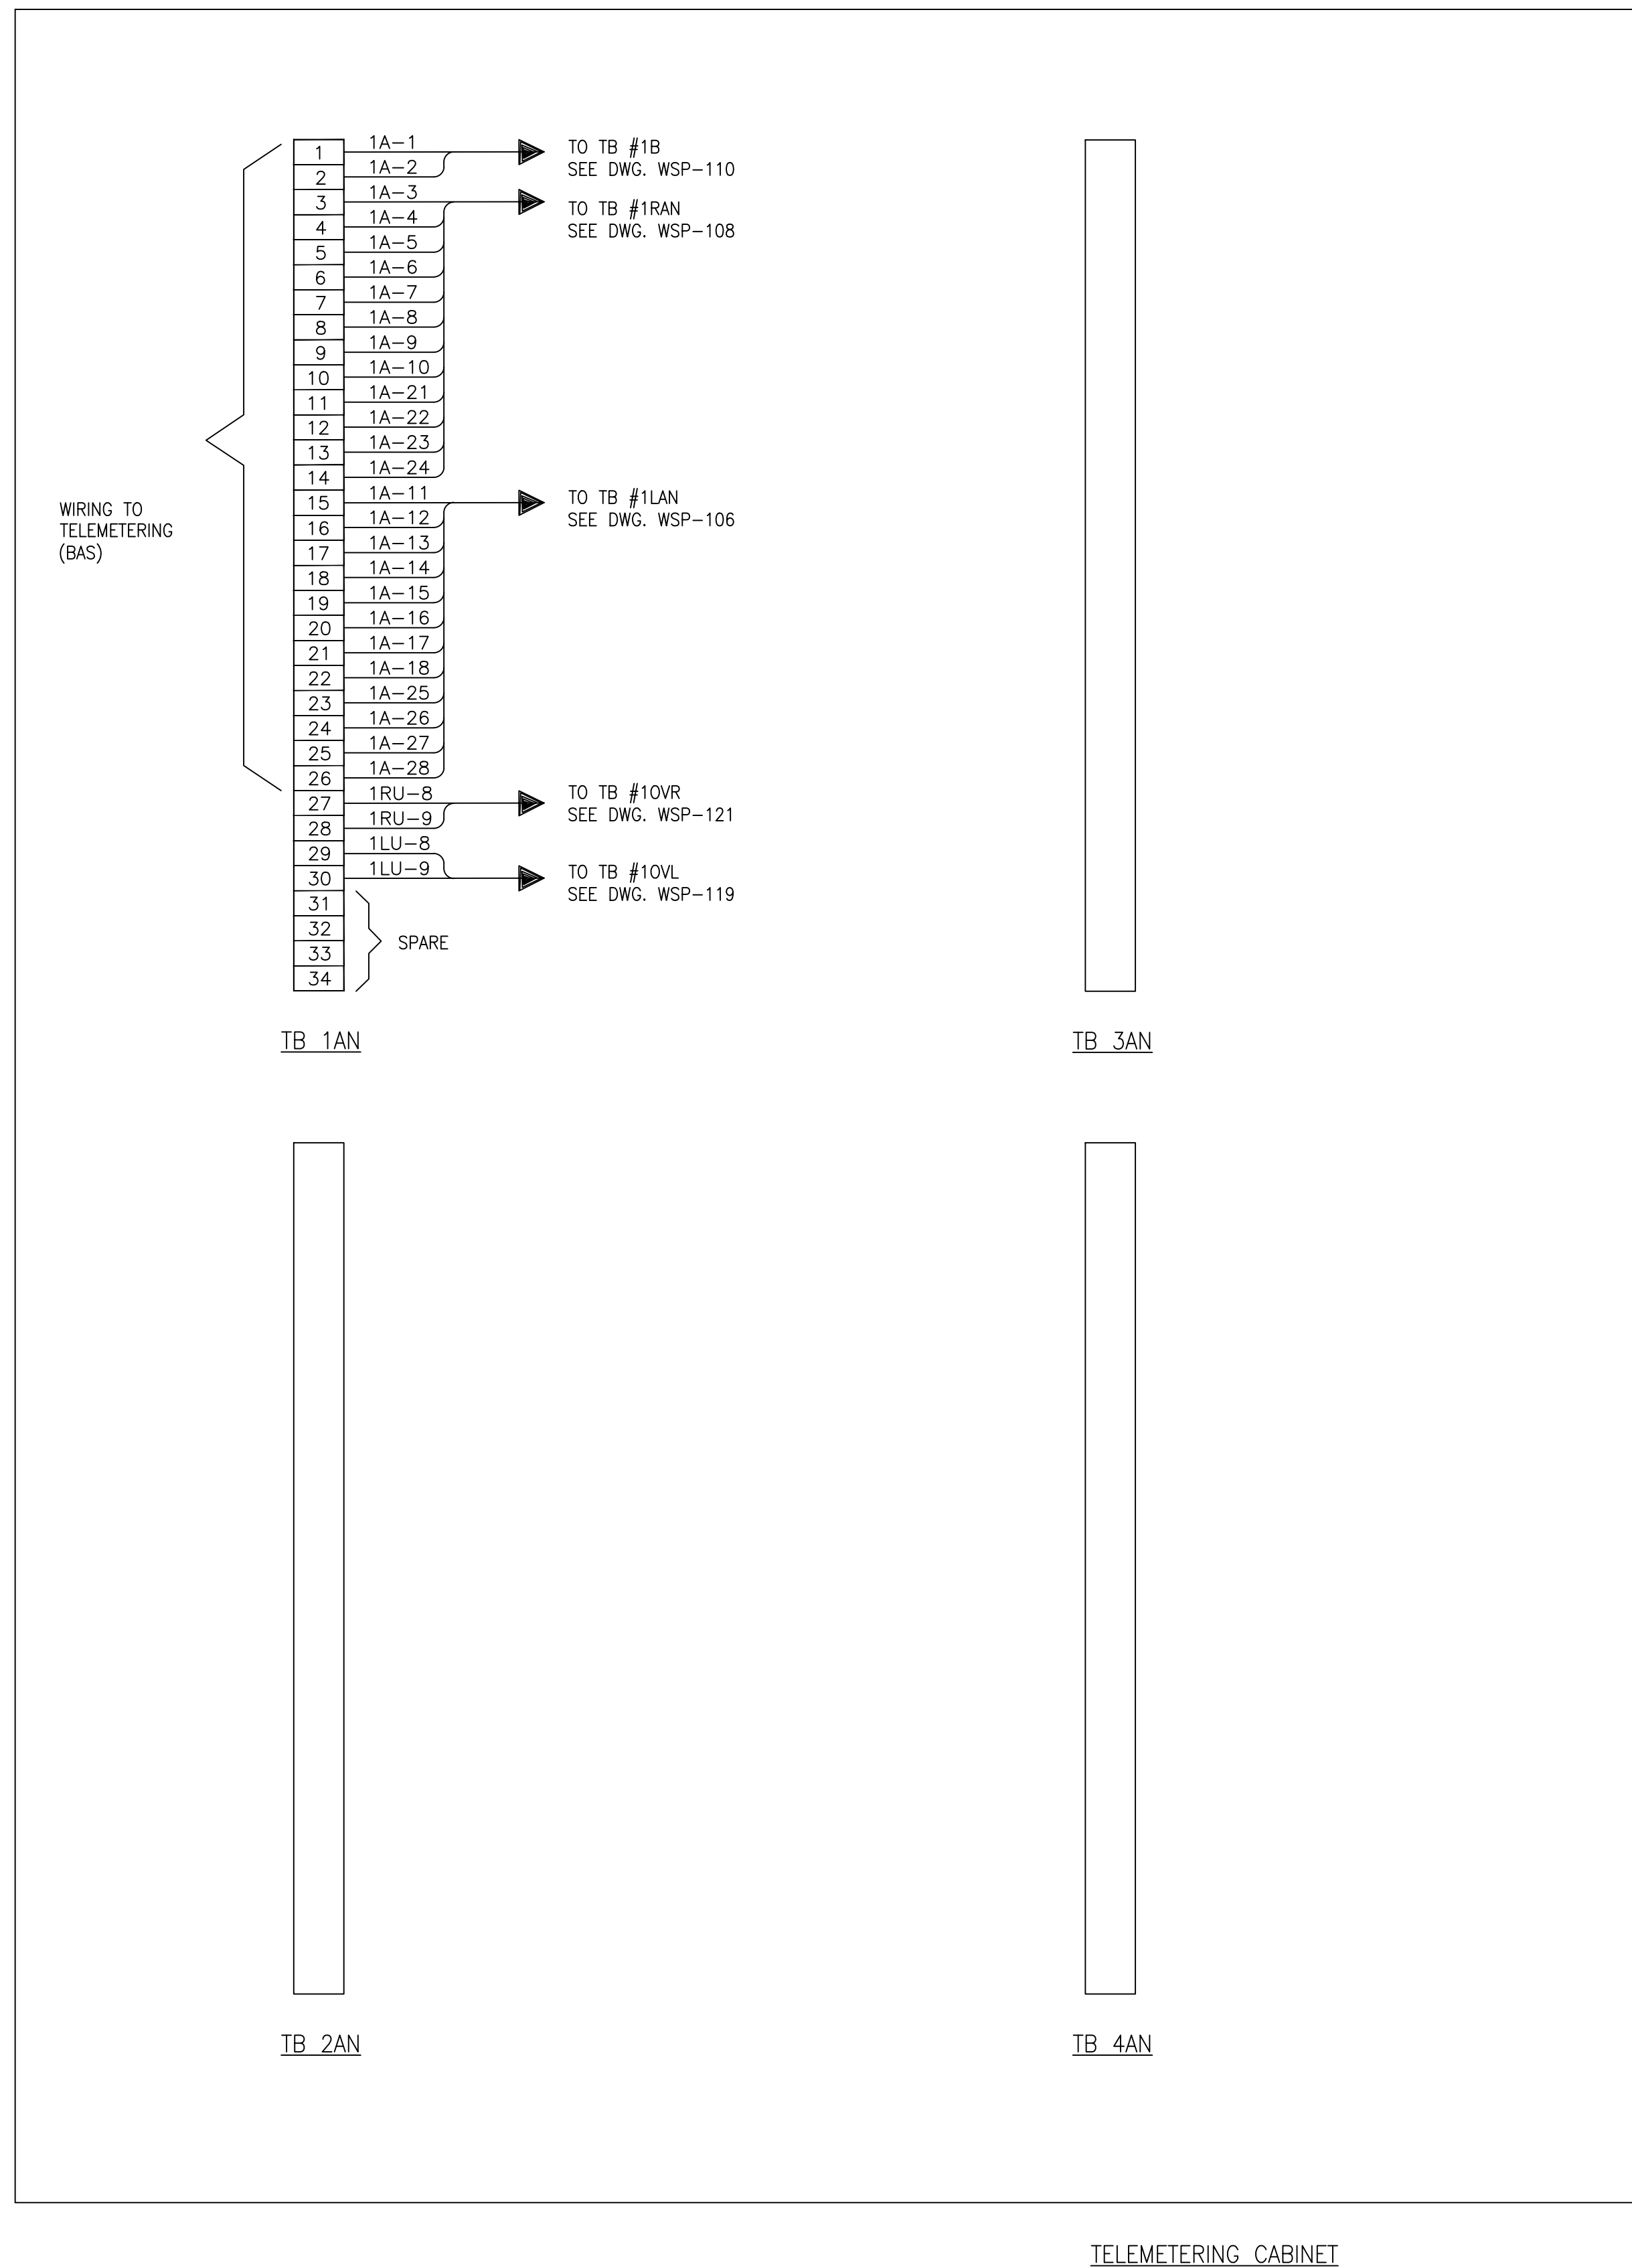 1 1A-1
2 1A-2
TO TB #1B
SEE DWG. WSP-110
3 1A-3
4 1A-4
TO TB #1RAN
SEE DWG. WSP-108
5 1A-5
6 1A-6
7 1A-7
8 1A-8
9 1A-9
10 1A-10
11 1A-21
12 1A-22
13 1A-23
14 1A-24
15 1A-11
16 1A-12
TO TB #1LAN
SEE DWG. WSP-106
WIRING TO
TELEMETERING
(BAS)
17 1A-13
18 1A-14
19 1A-15
20 1A-16
21 1A-17
22 1A-18
23 1A-25
24 1A-26
25 1A-27
26 1A-28
27 1RU-8
28 1RU-9
TO TB #1OVR
SEE DWG. WSP-121
29 1LU-8
30 1LU-9
TO TB #1OVL
SEE DWG. WSP-119
31
32
33
34
SPARE
TB 1AN
TB 3AN
TB 2AN
TB 4AN
TELEMETERING CABINET